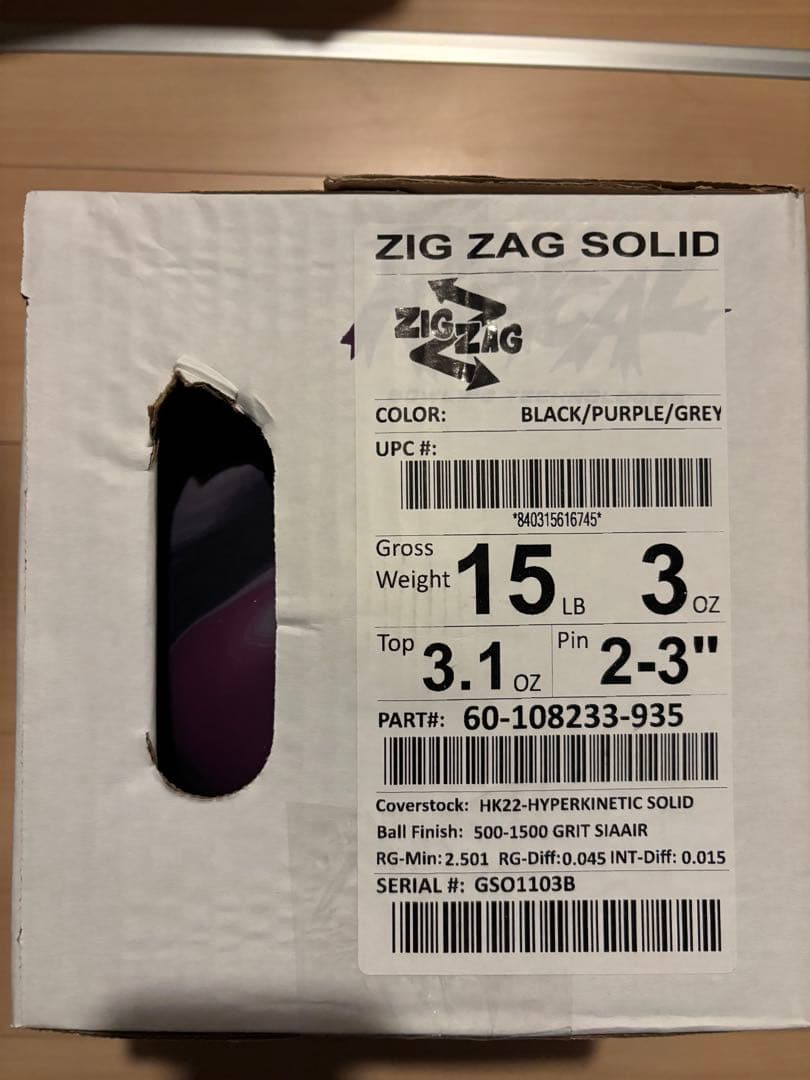 ZIG ZAG SOLID
ZIGZAG
COLOR: BLACK/PURPLE/GREY
UPC #:
*840315616745*
Gross Weight 15 LB 3 OZ
Top 3.1 OZ Pin 2-3"
PART#: 60-108233-935
Coverstock: HK22-HYPERKINETIC SOLID
Ball Finish: 500-1500 GRIT SIAAIR
RG-Min: 2.501 RG-Diff:0.045 INT-Diff: 0.015
SERIAL #: GSO1103B